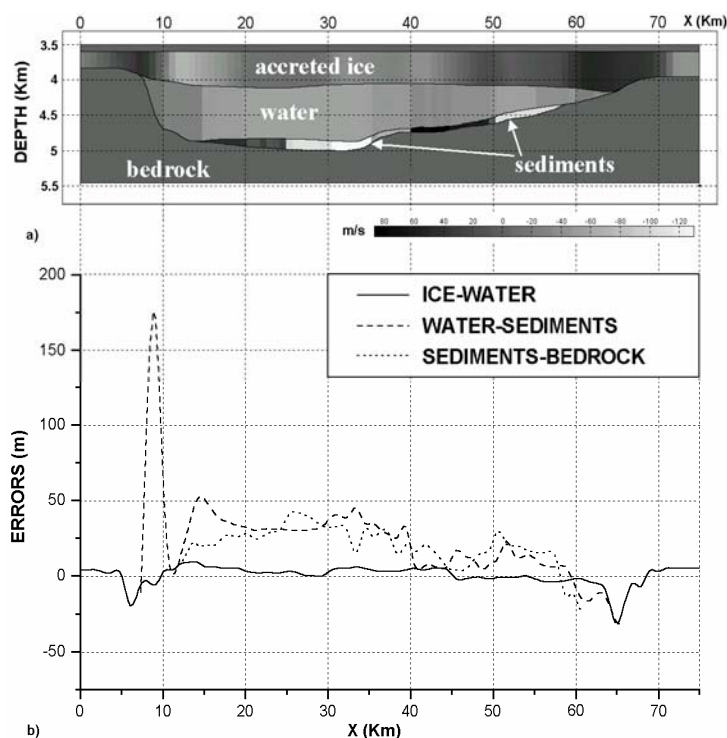 0 10 20 30 40 50 60 70 X (Km)
3.5
4
4.5
5
5.5
DEPTH (Km)
accreted ice
water
sediments
bedrock
a)
m/s
80 60 40 20 0 -20 -40 -60 -80 -100 -120
200
150
100
50
0
-50
ERRORS (m)
ICE-WATER
WATER-SEDIMENTS
SEDIMENTS-BEDROCK
0 10 20 30 40 50 60 70
X (Km)
b)